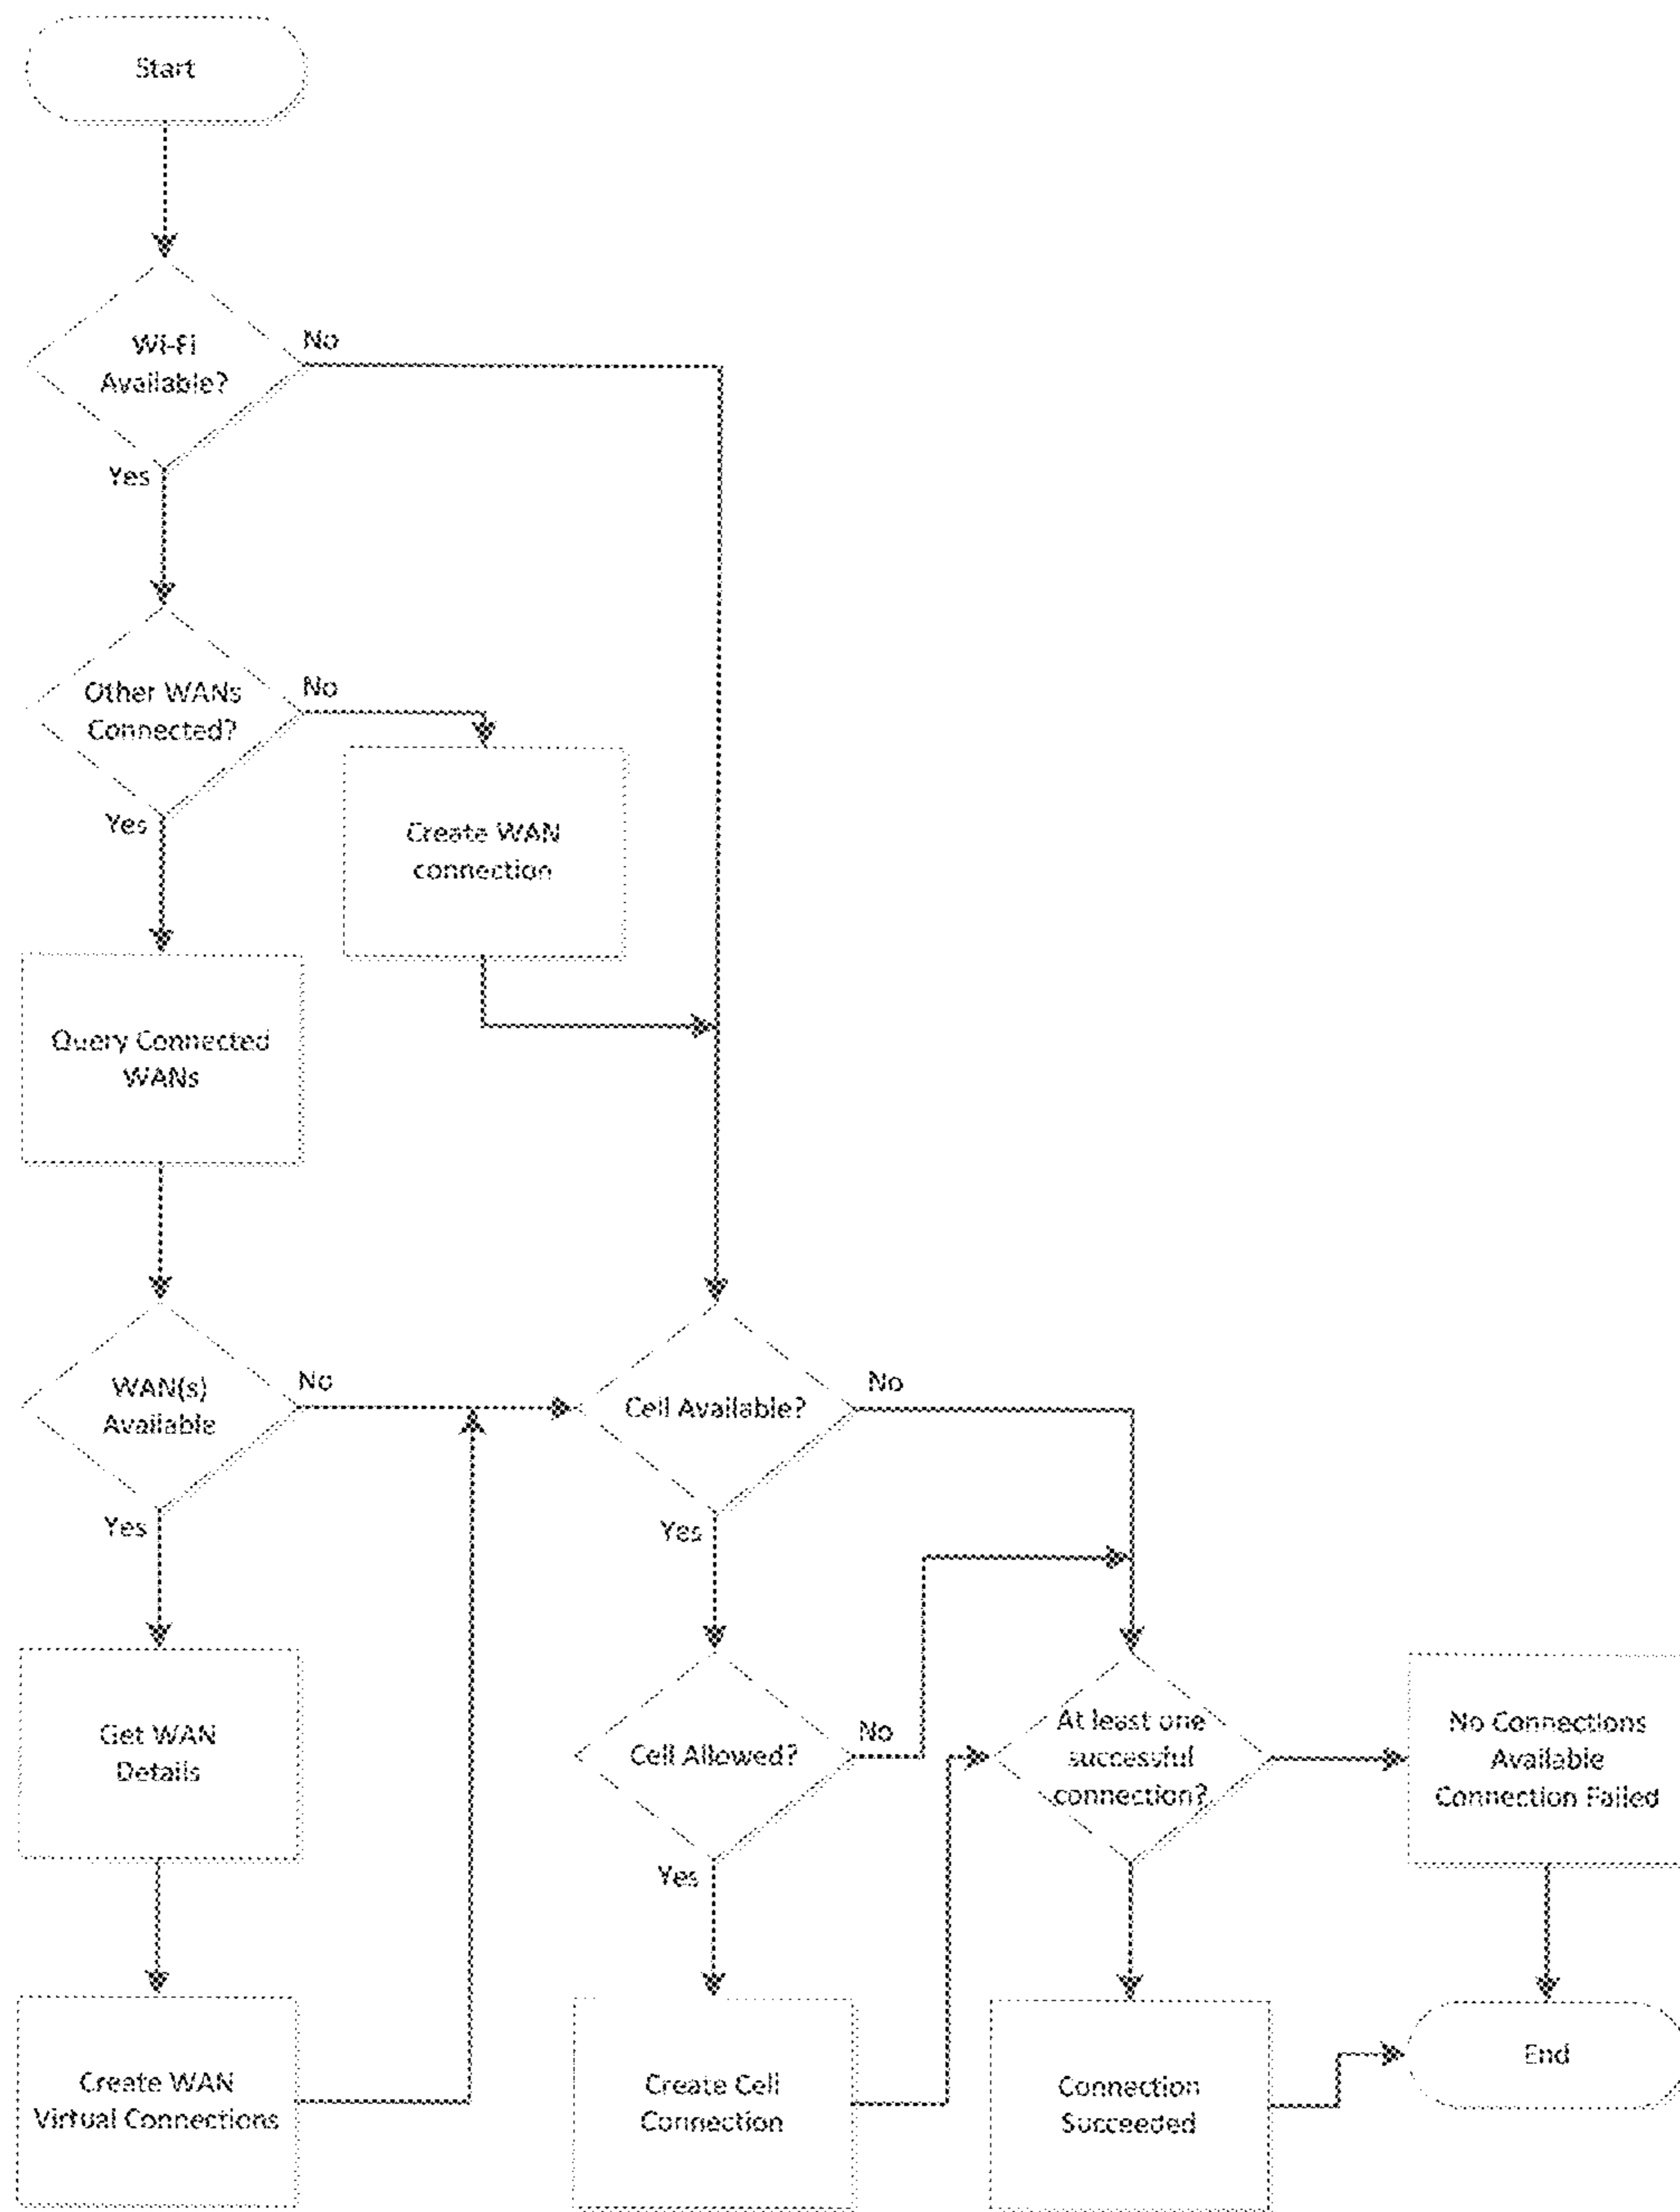 Start
Wi-Fi
Available?
No
Yes
Other WANs
Connected?
No
Yes
Create WAN
connection
Query Connected
WANs
WAN(s)
Available
No
Yes
Cell Available?
No
Yes
Get WAN
Details
Cell Allowed?
No
Yes
At least one
successful
connection?
No Connections
Available
Connection Failed
Create WAN
Virtual Connections
Create Cell
Connection
Connection
Succeeded
End